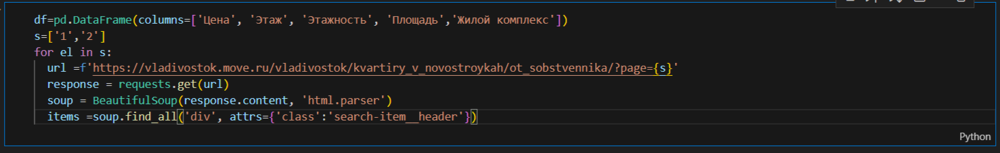 df=pd.DataFrame(columns=['Цена', 'Этаж', 'Этажность', 'Площадь','Жилой комплекс'])
s=['1','2']
for el in s:
  url =f'https://vladivostok.move.ru/vladivostok/kvartiry_v_novostroykah/ot_sobstvennika/?page={s}'
  response = requests.get(url)
  soup = BeautifulSoup(response.content, 'html.parser')
  items =soup.find_all('div', attrs={'class':'search-item__header'})
Python